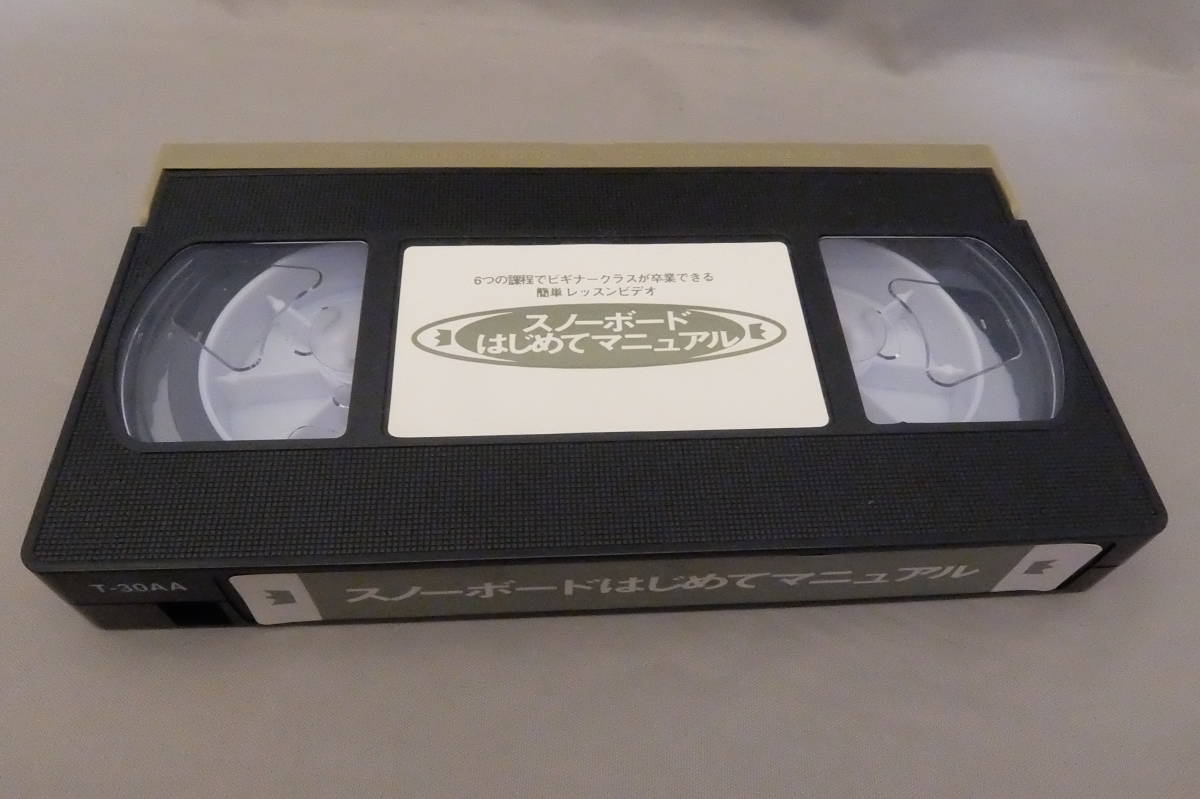 6つの課程でビギナークラスが卒業できる
簡単レッスンビデオ
スノーボード
はじめてマニュアル
T-30AA
スノーボードはじめてマニュアル